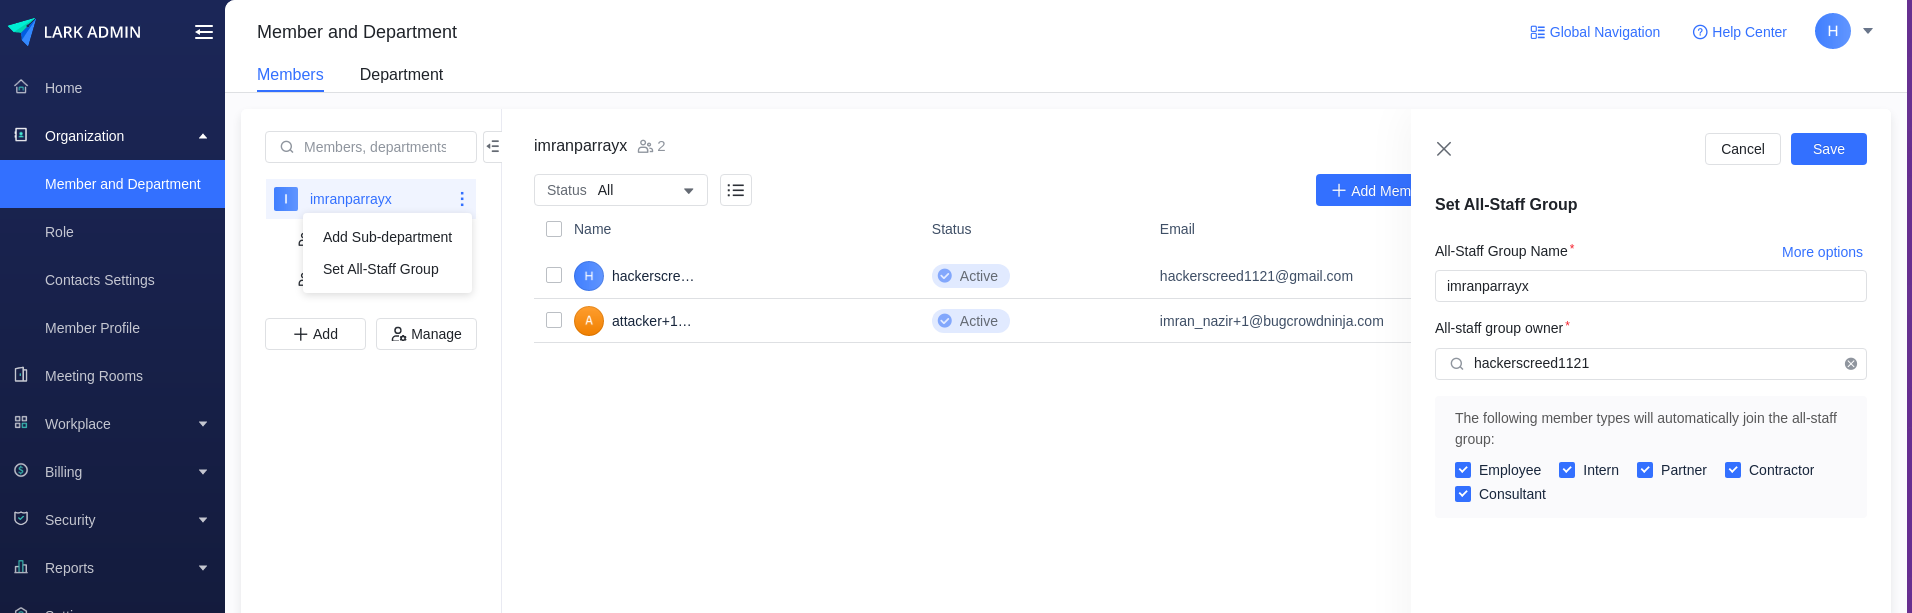 LARK ADMIN
Home
Organization
Member and Department
Role
Contacts Settings
Member Profile
Meeting Rooms
Workplace
Billing
Security
Reports
Member and Department
Global Navigation
Help Center
H
Members
Department
Members, departments
I
imranparrayx
Add Sub-department
Set All-Staff Group
Add
Manage
imranparrayx 2
Status All
Add Mem
Name Status Email
H hackerscre… Active hackerscreed1121@gmail.com
A attacker+1… Active imran_nazir+1@bugcrowdninja.com
Cancel
Save
Set All-Staff Group
All-Staff Group Name*
More options
imranparrayx
All-staff group owner*
hackerscreed1121
The following member types will automatically join the all-staff
group:
Employee Intern Partner Contractor
Consultant